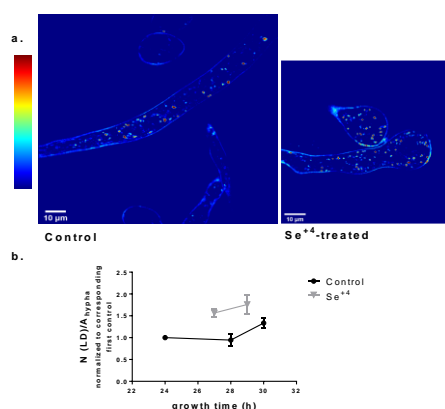 a.
10 µm
10 µm
Control
Se+4-treated
b.
N (LD)/Ahypha
normalized to corresponding
first control
2.5
2.0
1.5
1.0
0.5
0.0
22
24
26
28
30
32
growth time (h)
Control
Se+4